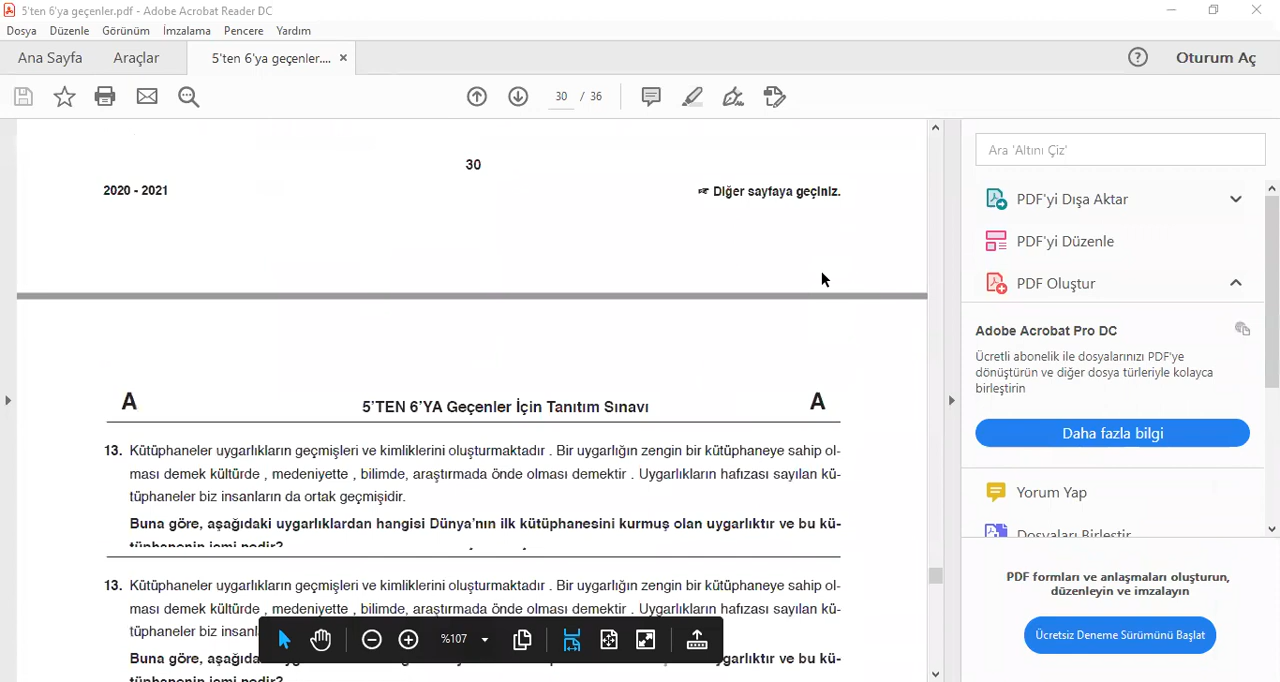 5'ten 6'ya geçenler.pdf - Adobe Acrobat Reader DC
Dosya Düzenle Görünüm İmzalama Pencere Yardım
Ana Sayfa Araçlar 5'ten 6'ya geçenler.... × Oturum Aç
30 / 36
30
2020 - 2021 ☞ Diğer sayfaya geçiniz.
A 5'TEN 6'YA Geçenler İçin Tanıtım Sınavı A
13. Kütüphaneler uygarlıkların geçmişleri ve kimliklerini oluşturmaktadır . Bir uygarlığın zengin bir kütüphaneye sahip ol-
ması demek kültürde , medeniyette , bilimde, araştırmada önde olması demektir . Uygarlıkların hafızası sayılan kü-
tüphaneler biz insanların da ortak geçmişidir.
Buna göre, aşağıdaki uygarlıklardan hangisi Dünya'nın ilk kütüphanesini kurmuş olan uygarlıktır ve bu kü-
tüphanenin ismi nedir?
13. Kütüphaneler uygarlıkların geçmişleri ve kimliklerini oluşturmaktadır . Bir uygarlığın zengin bir kütüphaneye sahip ol-
ması demek kültürde , medeniyette , bilimde, araştırmada önde olması demektir . Uygarlıkların hafızası sayılan kü-
tüphaneler biz
Buna göre, ygarlıktır ve bu kü-
tüphanenin ismi nedir?
%107
Ara 'Altını Çiz'
PDF'yi Dışa Aktar
PDF'yi Düzenle
PDF Oluştur
Adobe Acrobat Pro DC
Ücretli abonelik ile dosyalarınızı PDF'ye
dönüştürün ve diğer dosya türleriyle kolayca
birleştirin
Daha fazla bilgi
Yorum Yap
Dosyaları Birleştir
PDF formları ve anlaşmaları oluşturun,
düzenleyin ve imzalayın
Ücretsiz Deneme Sürümünü Başlat